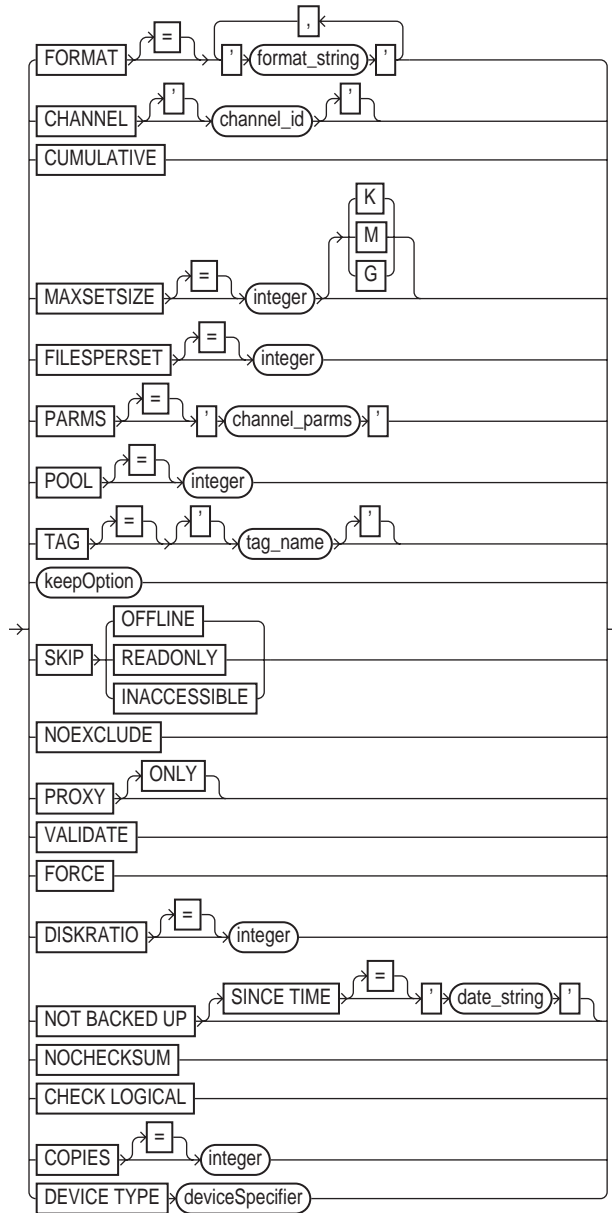 ,
FORMAT = ' format_string '
CHANNEL ' channel_id '
CUMULATIVE
K
M
G
MAXSETSIZE = integer
FILESPERSET = integer
PARMS = ' channel_parms '
POOL = integer
TAG = ' tag_name '
keepOption
OFFLINE
SKIP READONLY
INACCESSIBLE
NOEXCLUDE
PROXY ONLY
VALIDATE
FORCE
DISKRATIO = integer
NOT BACKED UP SINCE TIME = ' date_string '
NOCHECKSUM
CHECK LOGICAL
COPIES = integer
DEVICE TYPE deviceSpecifier